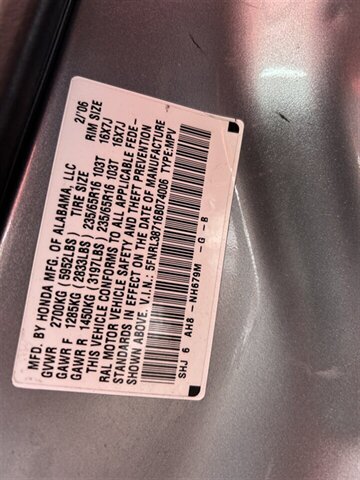 MFD. BY HONDA MFG. OF ALABAMA, LLC 2/06
GVWR 2700KG (5952LBS) TIRE SIZE RIM SIZE
GAWR F 1285KG (2833LBS) 235/65R16 103T 16X7J
GAWR R 1450KG (3197LBS) 235/65R16 103T 16X7J
THIS VEHICLE CONFORMS TO ALL APPLICABLE FEDE-
RAL MOTOR VEHICLE SAFETY AND THEFT PREVENTION
STANDARDS IN EFFECT ON THE DATE OF MANUFACTURE
SHOWN ABOVE. V.I.N.: 5FNRL38716B074006 TYPE:MPV
SHJ 6 AH8 - NH679M - G - B